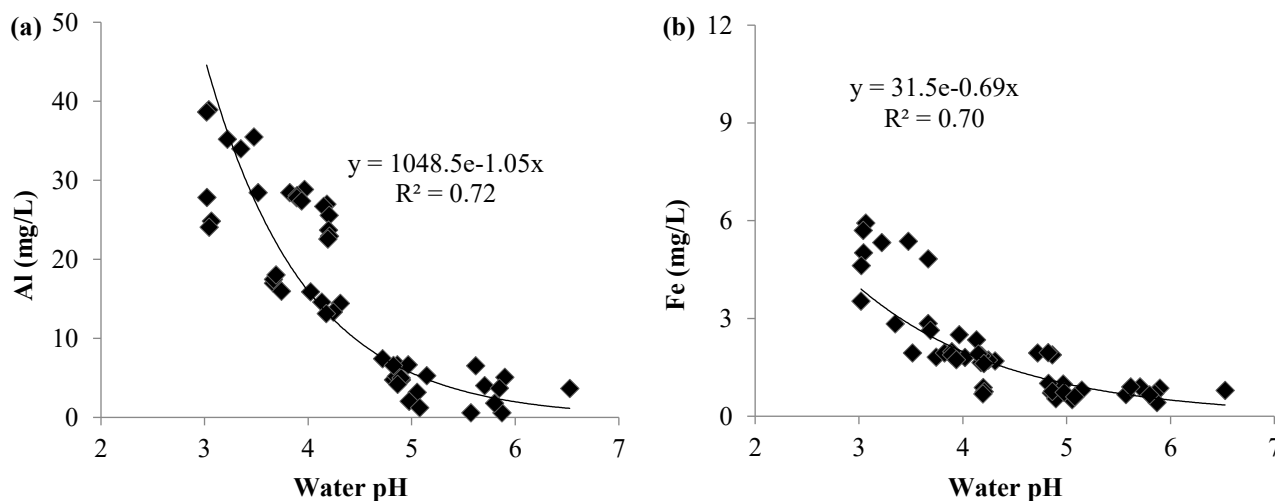 (a)
50
40
30
20
10
0
Al (mg/L)
y = 1048.5e-1.05x
R² = 0.72
2 3 4 5 6 7
Water pH
(b)
12
9
6
3
0
Fe (mg/L)
y = 31.5e-0.69x
R² = 0.70
2 3 4 5 6 7
Water pH